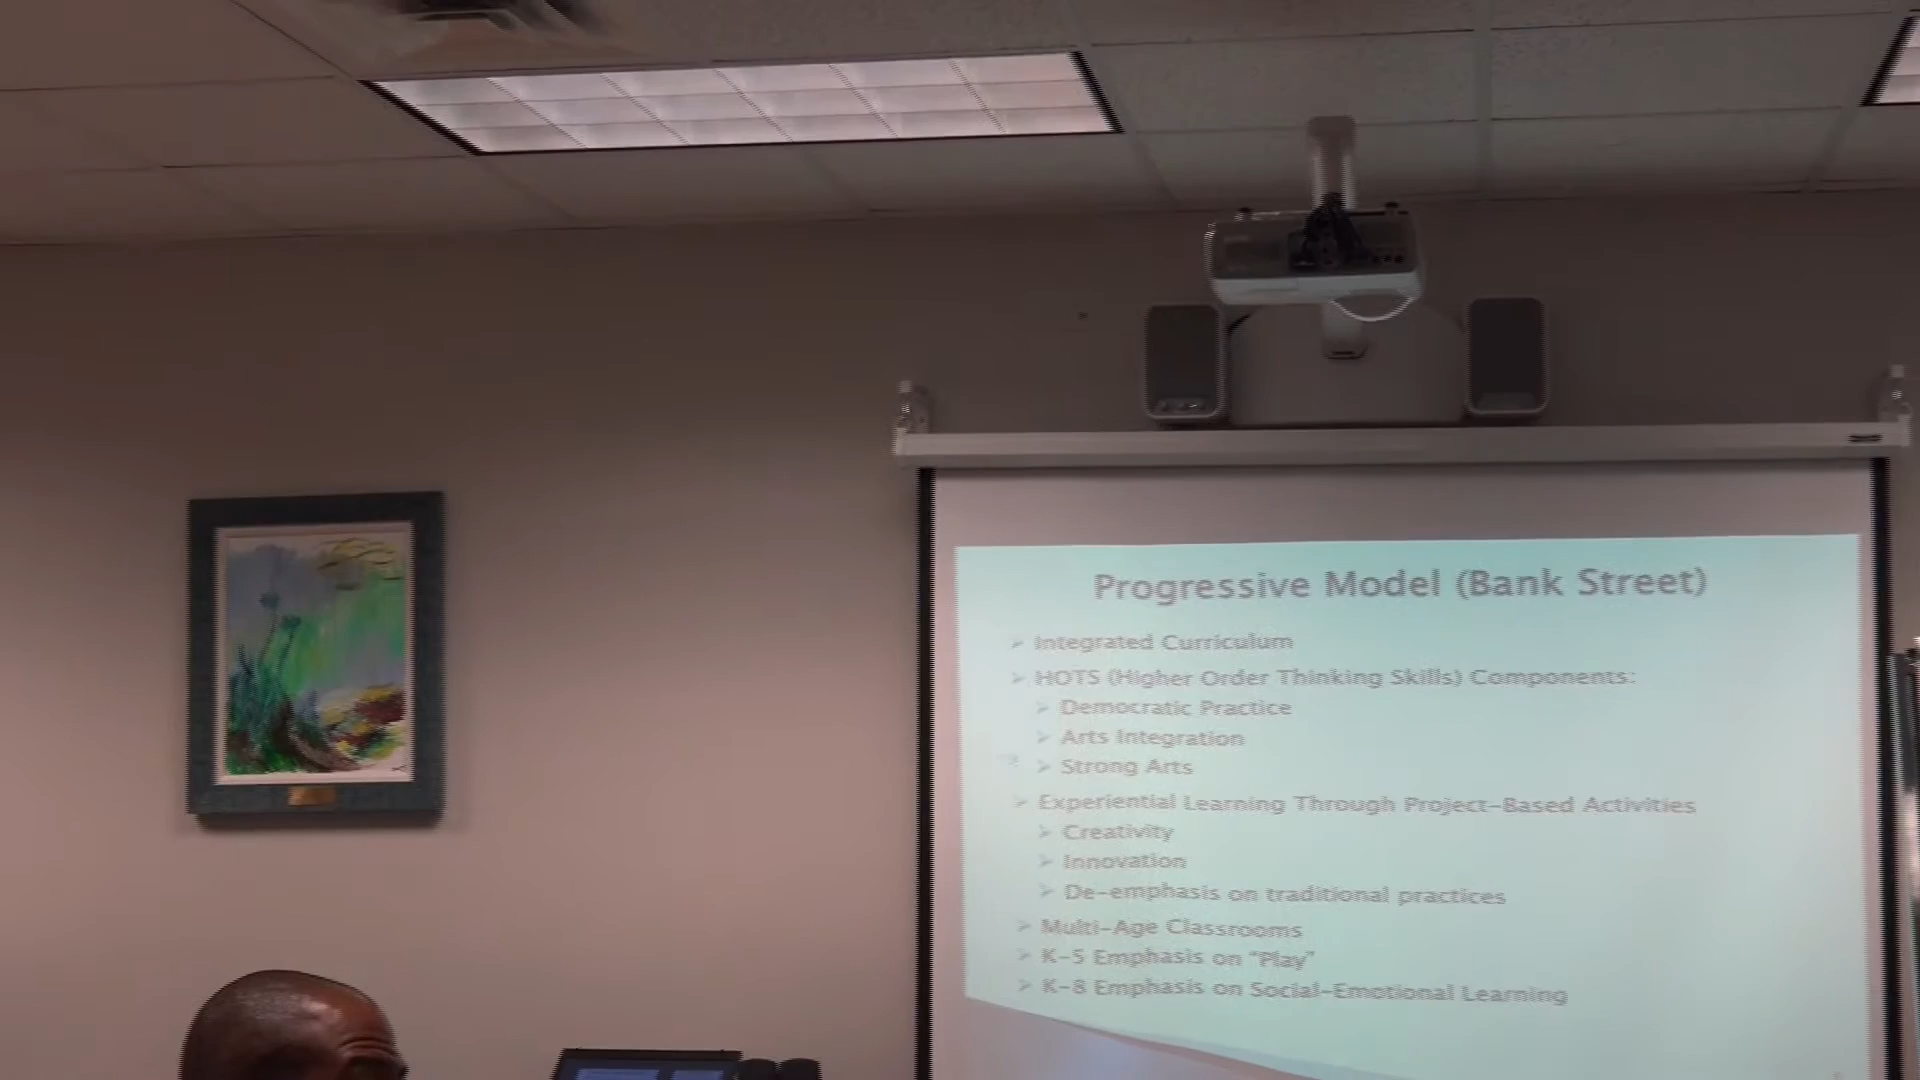 Progressive Model (Bank Street)
Integrated Curriculum
HOTS (Higher Order Thinking Skills) Components:
Democratic Practice
Arts Integration
Strong Arts
Experiential Learning Through Project-Based Activities
Creativity
Innovation
De-emphasis on traditional practices
Multi-Age Classrooms
K-5 Emphasis on "Play"
K-8 Emphasis on Social-Emotional Learning